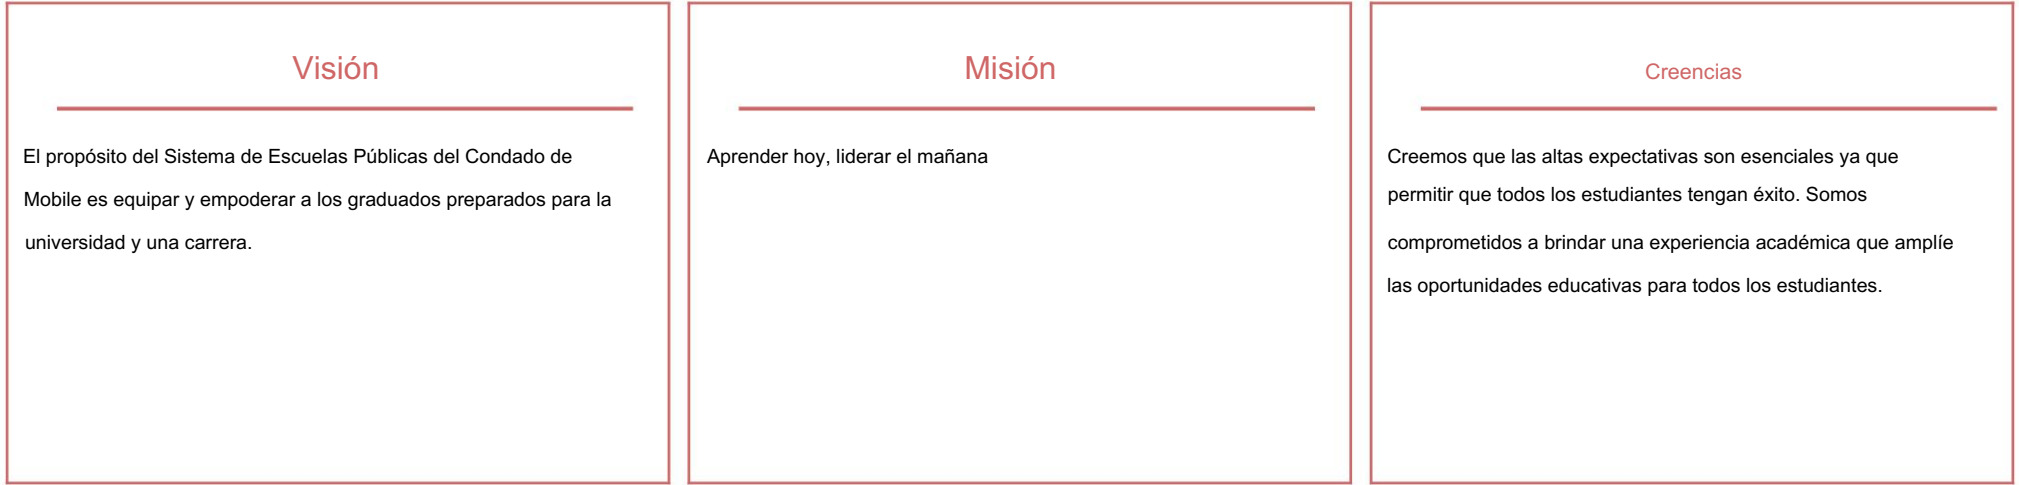 Visión
El propósito del Sistema de Escuelas Públicas del Condado de
Mobile es equipar y empoderar a los graduados preparados para la
universidad y una carrera.
Misión
Aprender hoy, liderar el mañana
Creencias
Creemos que las altas expectativas son esenciales ya que
permitir que todos los estudiantes tengan éxito. Somos
comprometidos a brindar una experiencia académica que amplíe
las oportunidades educativas para todos los estudiantes.